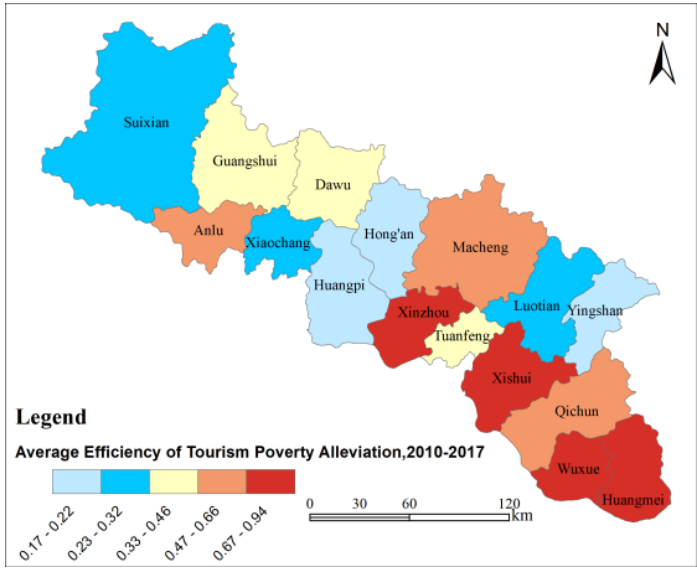 N
Suixian
Guangshui
Dawu
Anlu
Xiaochang
Hong'an
Macheng
Huangpi
Luotian
Yingshan
Xinzhou
Tuanfeng
Xishui
Qichun
Wuxue
Huangmei
Legend
Average Efficiency of Tourism Poverty Alleviation,2010-2017
0.17 - 0.22
0.23 - 0.32
0.33 - 0.46
0.47 - 0.66
0.67 - 0.94
0 30 60 120
km